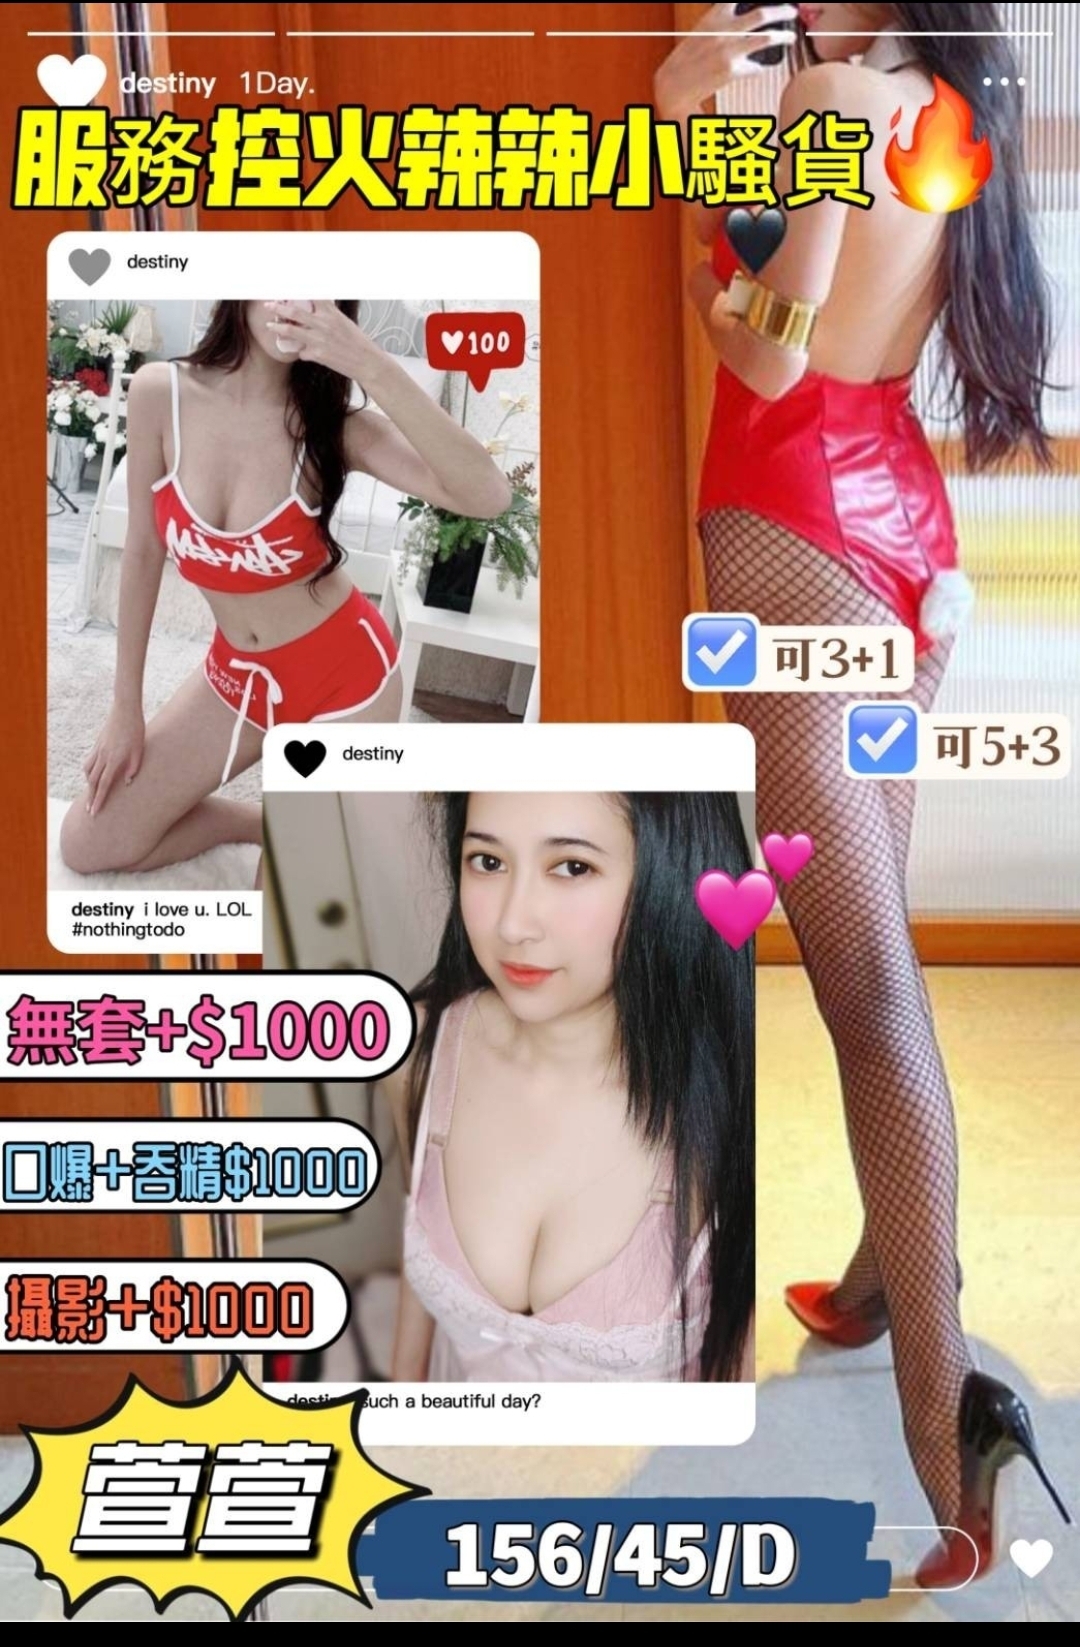 destiny 1Day.
服務控火辣辣小騷貨
destiny
100
可3+1
可5+3
destiny
destiny i love u. LOL
#nothingtodo
無套+$1000
口爆+吞精$1000
攝影+$1000
such a beautiful day?
萱萱
156/45/D